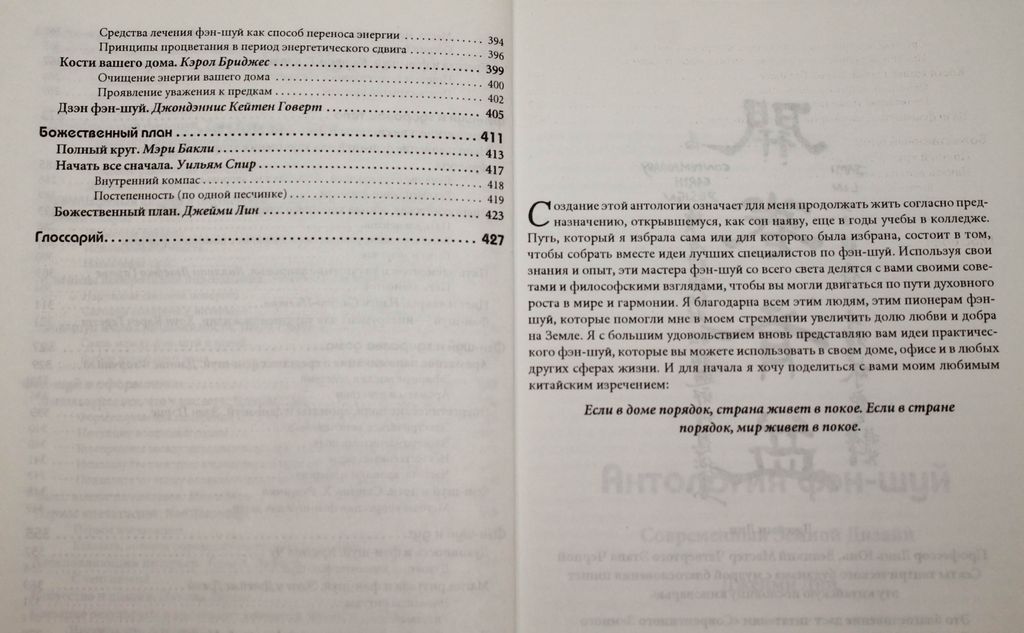 Средства лечения фэн-шуй как способ переноса энергии .............. 394
Принципы процветания в период энергетического сдвига .............. 396
Кости вашего дома. Кэрол Бриджес .............. 399
Очищение энергии вашего дома .............. 400
Проявление уважения к предкам .............. 402
Дзэн фэн-шуй. Джондэннис Кейтен Говерт .............. 405
Божественный план .............. 411
Полный круг. Мэри Бакли .............. 413
Начать все сначала. Уильям Спир .............. 417
Внутренний компас .............. 418
Постепенность (по одной песчинке) .............. 419
Божественный план. Джейми Лин .............. 423
Глоссарий .............. 427
Создание этой антологии означает для меня продолжать жить согласно пред-
назначению, открывшемуся, как сон наяву, еще в годы учебы в колледже.
Путь, который я избрала сама или для которого была избрана, состоит в том,
чтобы собрать вместе идеи лучших специалистов по фэн-шуй. Используя свои
знания и опыт, эти мастера фэн-шуй со всего света делятся с вами своими сове-
тами и философскими взглядами, чтобы вы могли двигаться по пути духовного
роста в мире и гармонии. Я благодарна всем этим людям, этим пионерам фэн-
шуй, которые помогли мне в моем стремлении увеличить долю любви и добра
на Земле. Я с большим удовольствием вновь представляю вам идеи практичес-
кого фэн-шуй, которые вы можете использовать в своем доме, офисе и в любых
других сферах жизни. И для начала я хочу поделиться с вами моим любимым
китайским изречением:
Если в доме порядок, страна живет в покое. Если в стране
порядок, мир живет в покое.
Антология фэн-шуй
Современный Земной Дизайн